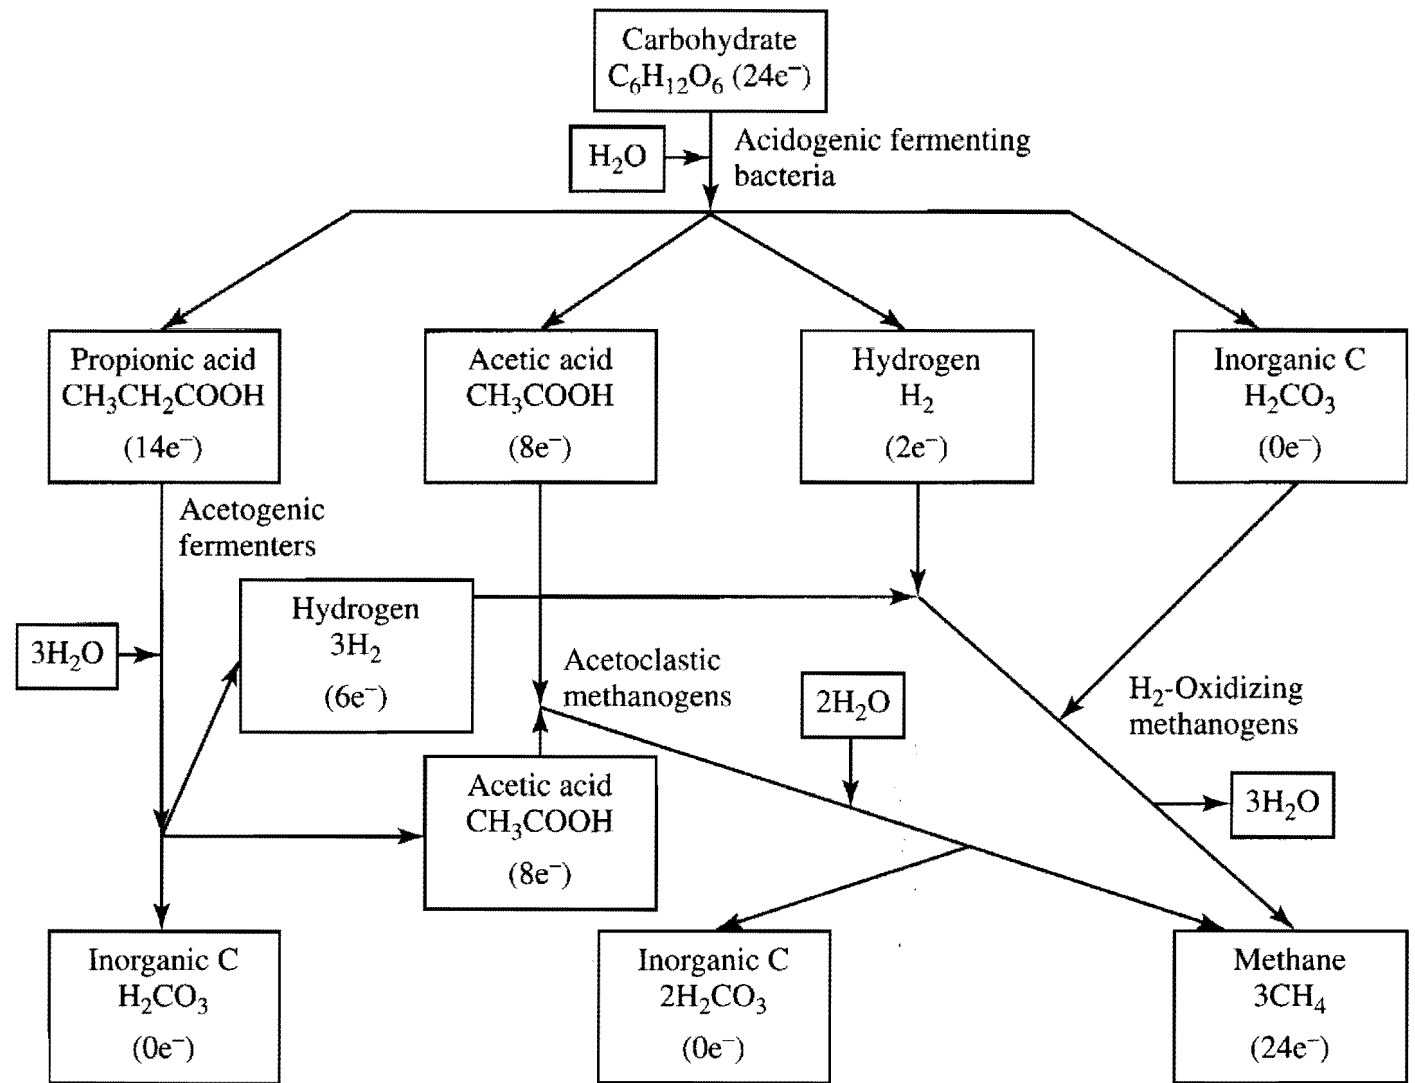 Carbohydrate
C₆H₁₂O₆ (24e⁻)
H₂O
Acidogenic fermenting
bacteria
Propionic acid
CH₃CH₂COOH
(14e⁻)
Acetic acid
CH₃COOH
(8e⁻)
Hydrogen
H₂
(2e⁻)
Inorganic C
H₂CO₃
(0e⁻)
Acetogenic
fermenters
Hydrogen
3H₂
(6e⁻)
3H₂O
Acetoclastic
methanogens
2H₂O
H₂-Oxidizing
methanogens
3H₂O
Acetic acid
CH₃COOH
(8e⁻)
Inorganic C
H₂CO₃
(0e⁻)
Inorganic C
2H₂CO₃
(0e⁻)
Methane
3CH₄
(24e⁻)